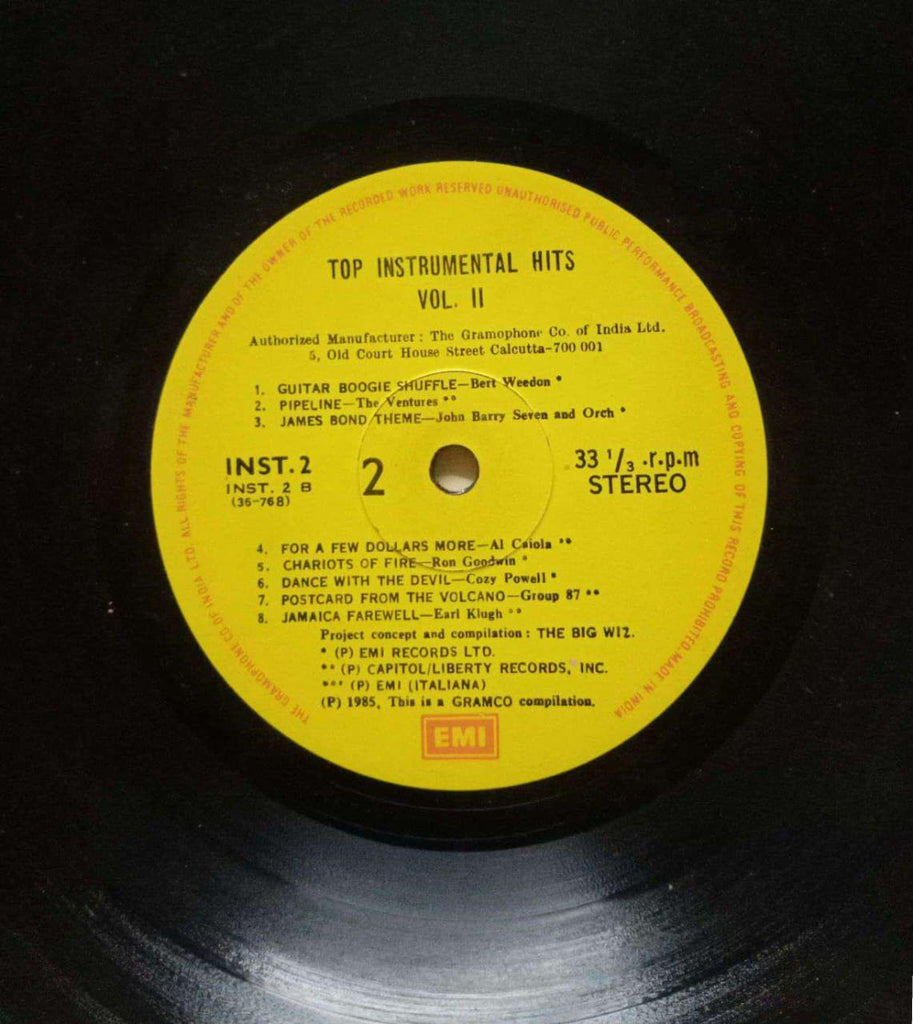 TOP INSTRUMENTAL HITS
VOL. II
Authorized Manufacturer : The Gramophone Co. of India Ltd.
5, Old Court House Street Calcutta-700 001
1. GUITAR BOOGIE SHUFFLE—Bert Weedon *
2. PIPELINE—The Ventures **
3. JAMES BOND THEME—John Barry Seven and Orch *
INST. 2
INST. 2 B
(36-768)
2
33 1/3 .r.p.m
STEREO
4. FOR A FEW DOLLARS MORE—Al Caiola **
5. CHARIOTS OF FIRE—Ron Goodwin *
6. DANCE WITH THE DEVIL—Cozy Powell *
7. POSTCARD FROM THE VOLCANO—Group 87 **
8. JAMAICA FAREWELL—Earl Klugh **
Project concept and compilation : THE BIG WIZ.
* (P) EMI RECORDS LTD.
** (P) CAPITOL/LIBERTY RECORDS, INC.
*** (P) EMI (ITALIANA)
(P) 1985, This is a GRAMCO compilation.
EMI
THE GRAMOPHONE CO. OF INDIA LTD. ALL RIGHTS OF THE MANUFACTURER AND OF THE OWNER OF THE RECORDED WORK RESERVED UNAUTHORISED PUBLIC PERFORMANCE BROADCASTING AND COPYING OF THIS RECORD PROHIBITED. MADE IN INDIA